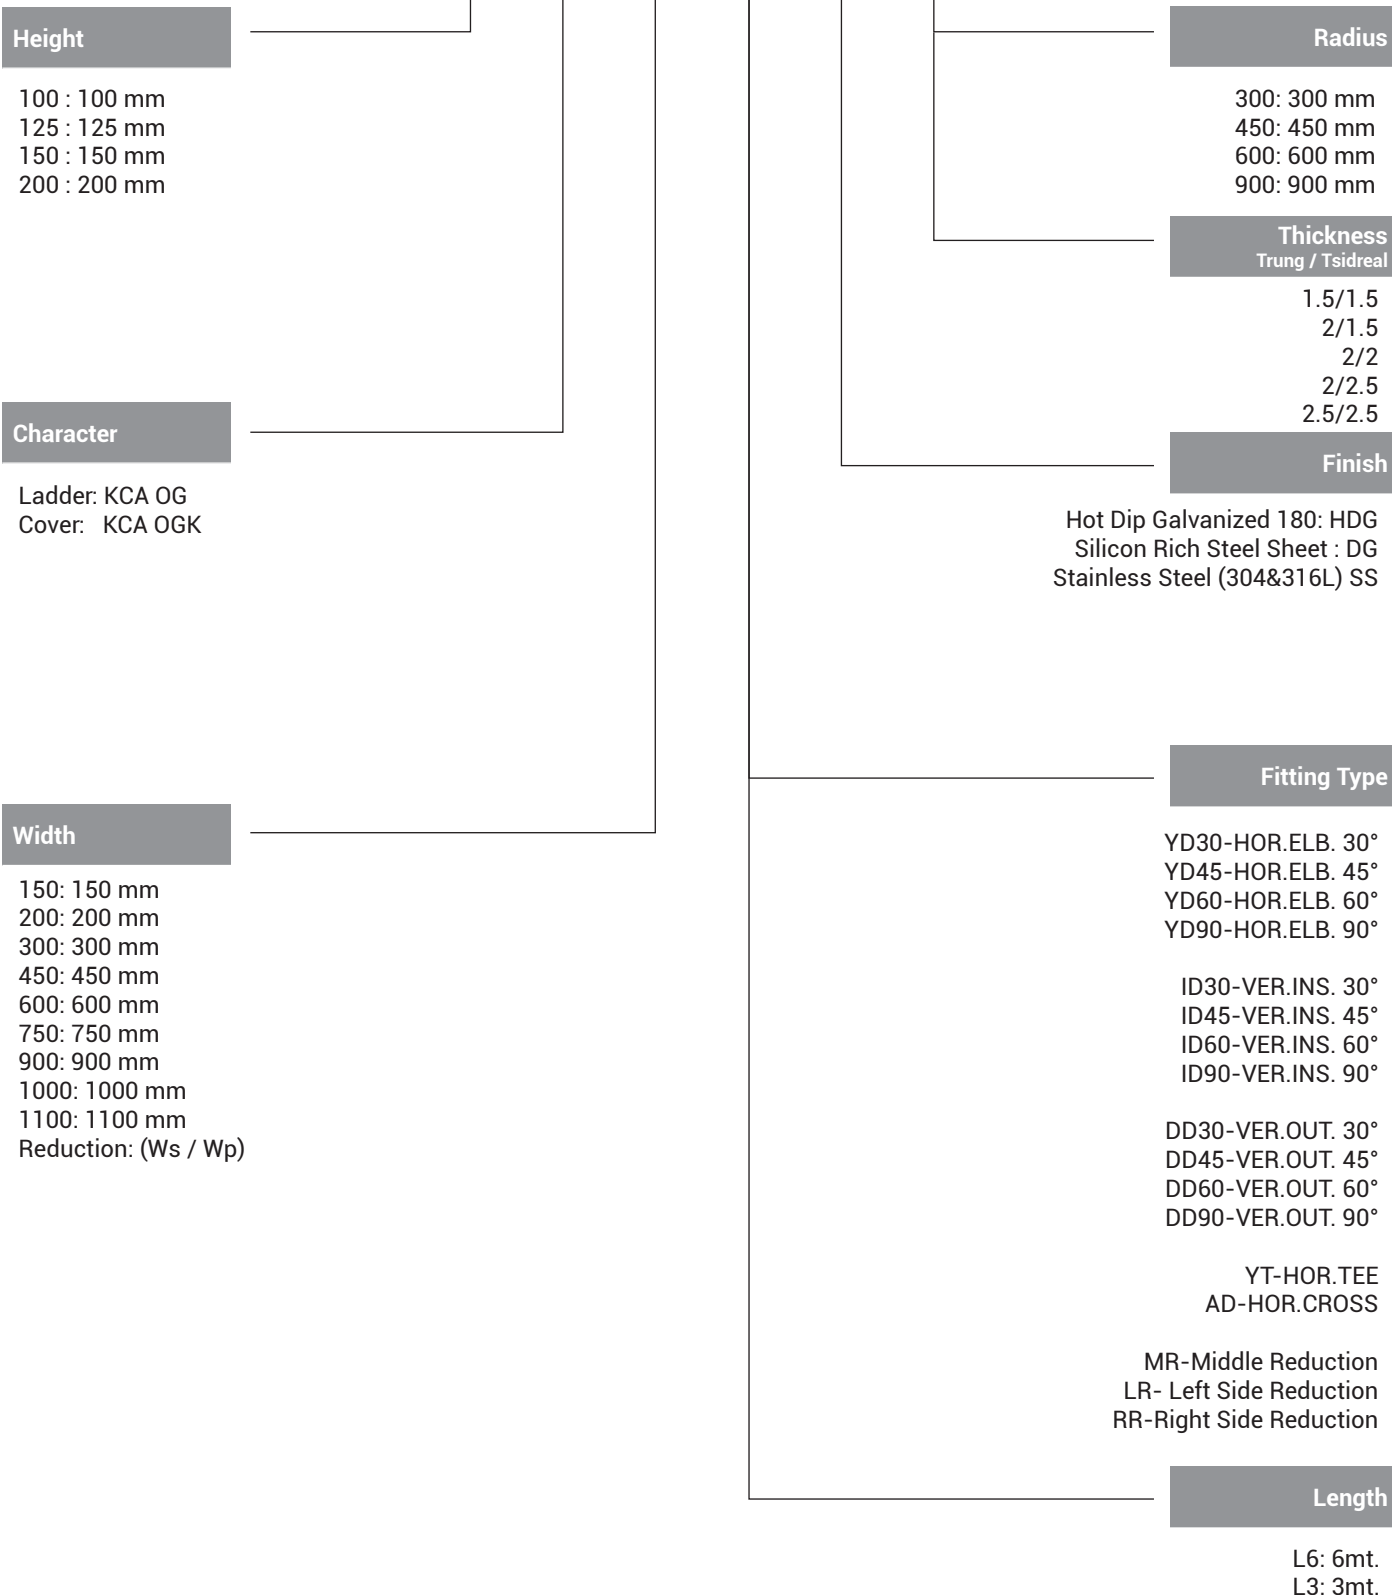 Height
100 : 100 mm
125 : 125 mm
150 : 150 mm
200 : 200 mm
Character
Ladder: KCA OG
Cover: KCA OGK
Width
150: 150 mm
200: 200 mm
300: 300 mm
450: 450 mm
600: 600 mm
750: 750 mm
900: 900 mm
1000: 1000 mm
1100: 1100 mm
Reduction: (Ws / Wp)
Radius
300: 300 mm
450: 450 mm
600: 600 mm
900: 900 mm
Thickness
Trung / Tsidreal
1.5/1.5
2/1.5
2/2
2/2.5
2.5/2.5
Finish
Hot Dip Galvanized 180: HDG
Silicon Rich Steel Sheet : DG
Stainless Steel (304&316L) SS
Fitting Type
YD30-HOR.ELB. 30°
YD45-HOR.ELB. 45°
YD60-HOR.ELB. 60°
YD90-HOR.ELB. 90°
ID30-VER.INS. 30°
ID45-VER.INS. 45°
ID60-VER.INS. 60°
ID90-VER.INS. 90°
DD30-VER.OUT. 30°
DD45-VER.OUT. 45°
DD60-VER.OUT. 60°
DD90-VER.OUT. 90°
YT-HOR.TEE
AD-HOR.CROSS
MR-Middle Reduction
LR- Left Side Reduction
RR-Right Side Reduction
Length
L6: 6mt.
L3: 3mt.